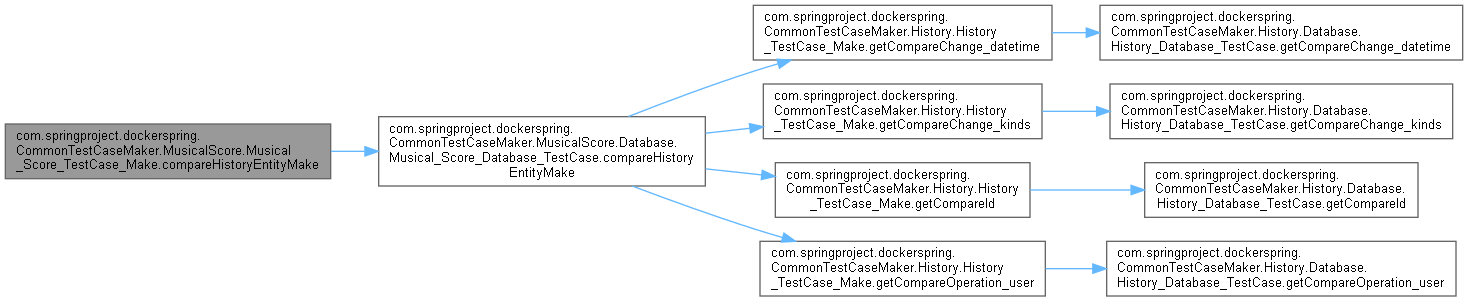 com.springproject.dockerspring.
CommonTestCaseMaker.MusicalScore.Musical
_Score_TestCase_Make.compareHistoryEntityMake
com.springproject.dockerspring.
CommonTestCaseMaker.MusicalScore.Database.
Musical_Score_Database_TestCase.compareHistory
EntityMake
com.springproject.dockerspring.
CommonTestCaseMaker.History.History
_TestCase_Make.getCompareChange_datetime
com.springproject.dockerspring.
CommonTestCaseMaker.History.Database.
History_Database_TestCase.getCompareChange_datetime
com.springproject.dockerspring.
CommonTestCaseMaker.History.History
_TestCase_Make.getCompareChange_kinds
com.springproject.dockerspring.
CommonTestCaseMaker.History.Database.
History_Database_TestCase.getCompareChange_kinds
com.springproject.dockerspring.
CommonTestCaseMaker.History.History
_TestCase_Make.getCompareId
com.springproject.dockerspring.
CommonTestCaseMaker.History.Database.
History_Database_TestCase.getCompareId
com.springproject.dockerspring.
CommonTestCaseMaker.History.History
_TestCase_Make.getCompareOperation_user
com.springproject.dockerspring.
CommonTestCaseMaker.History.Database.
History_Database_TestCase.getCompareOperation_user